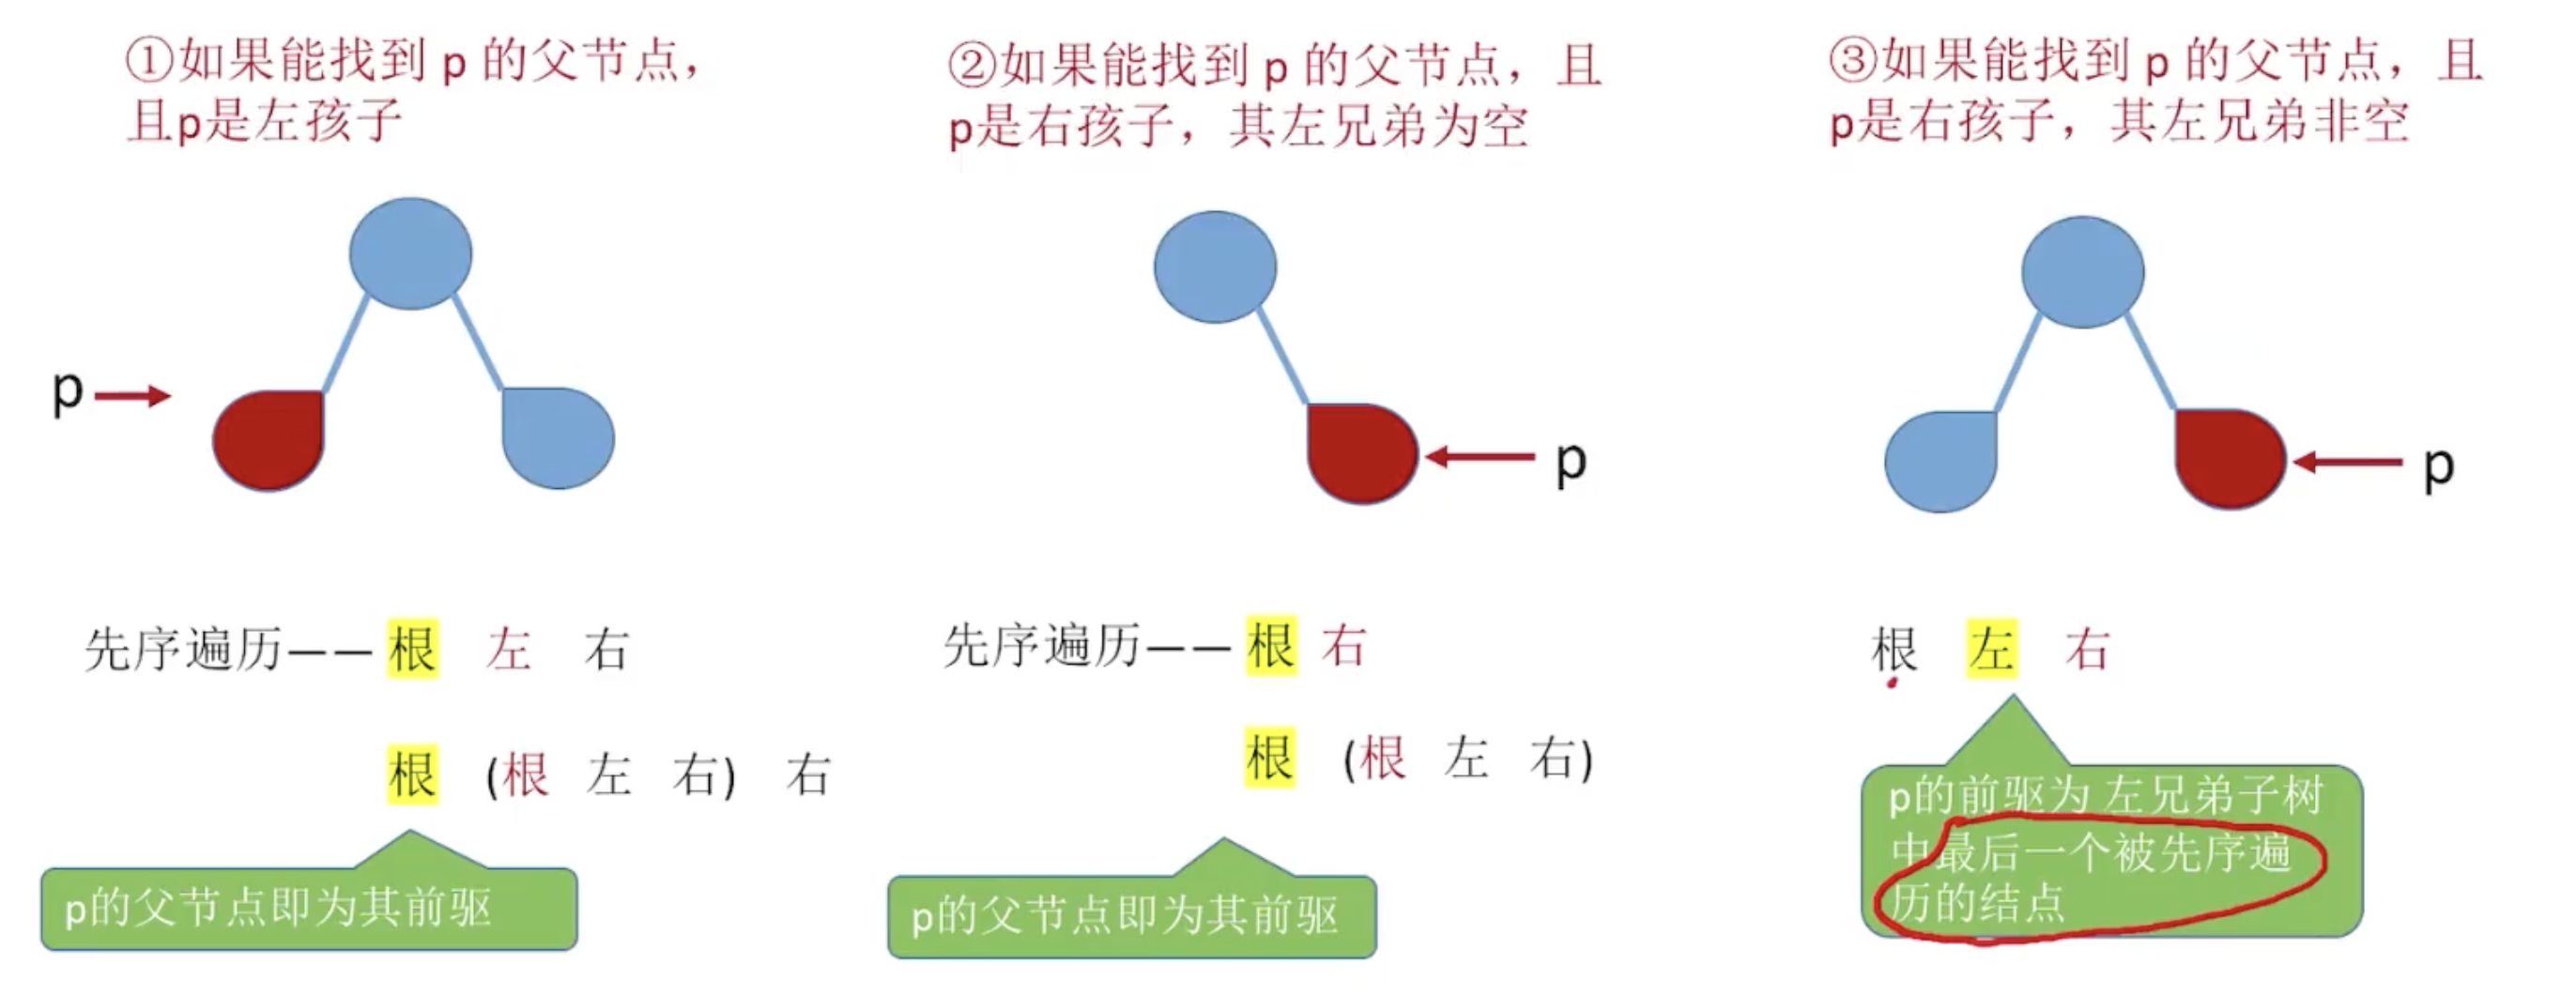 ①如果能找到 p 的父节点，
且p是左孩子
p
先序遍历——根 左 右
根 (根 左 右) 右
p的父节点即为其前驱
②如果能找到 p 的父节点，且
p是右孩子，其左兄弟为空
p
先序遍历——根 右
根 (根 左 右)
p的父节点即为其前驱
③如果能找到 p 的父节点，且
p是右孩子，其左兄弟非空
p
根 左 右
p的前驱为 左兄弟子树
中最后一个被先序遍
历的结点